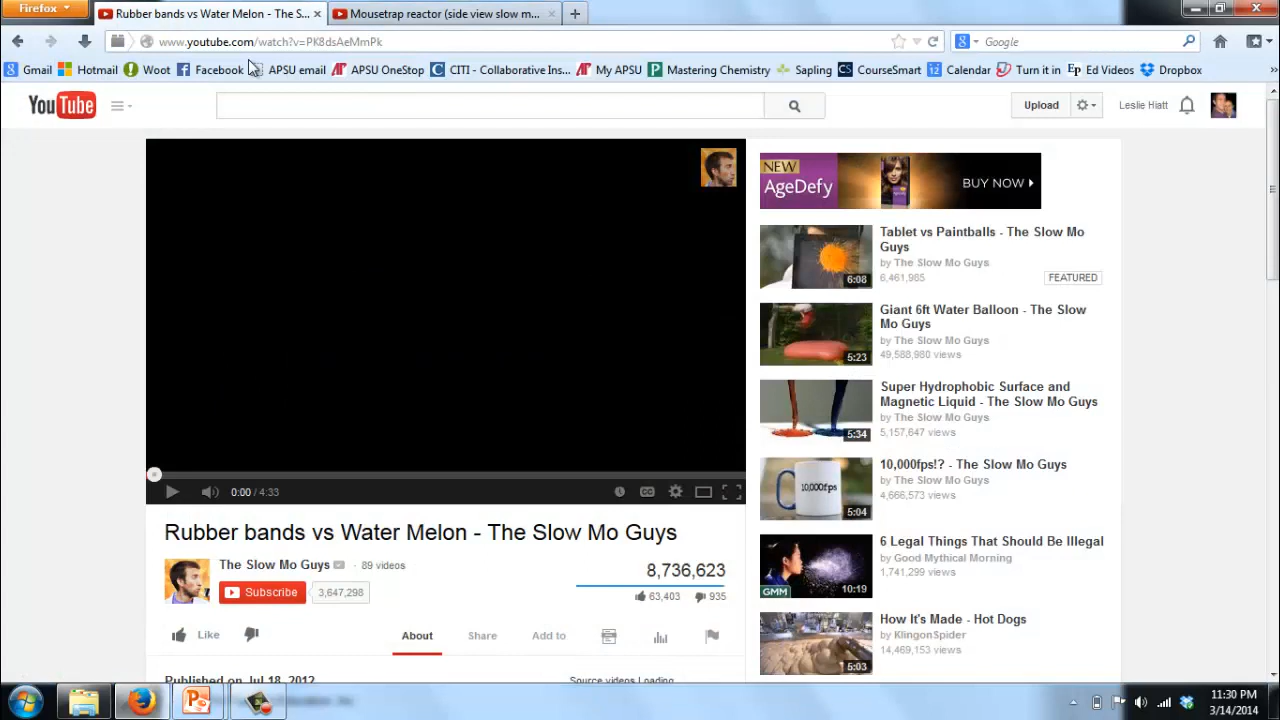 Firefox
Rubber bands vs Water Melon - The S...
Mousetrap reactor (side view slow m...
www.youtube.com/watch?v=PK8dsAeMmPk
Google
Gmail
Hotmail
Woot
Facebook
APSU email
APSU OneStop
CITI - Collaborative Ins...
My APSU
Mastering Chemistry
Sapling
CourseSmart
Calendar
Turn it in
Ed Videos
Dropbox
YouTube
Upload
Leslie Hiatt
NEW
AgeDefy
BUY NOW
Tablet vs Paintballs - The Slow Mo
Guys
by The Slow Mo Guys
6,461,985
FEATURED
6:08
Giant 6ft Water Balloon - The Slow
Mo Guys
by The Slow Mo Guys
49,588,980 views
5:23
Super Hydrophobic Surface and
Magnetic Liquid - The Slow Mo Guys
by The Slow Mo Guys
5,157,647 views
5:34
10,000fps!? - The Slow Mo Guys
by The Slow Mo Guys
4,666,573 views
10,000fps
5:04
6 Legal Things That Should Be Illegal
by Good Mythical Morning
1,741,299 views
GMM
10:19
How It's Made - Hot Dogs
by KlingonSpider
14,469,153 views
5:03
0:00 / 4:33
Rubber bands vs Water Melon - The Slow Mo Guys
The Slow Mo Guys
89 videos
Subscribe
3,647,298
8,736,623
63,403
935
Like
About
Share
Add to
Published on Jul 18, 2012
Source videos Loading
11:30 PM
3/14/2014